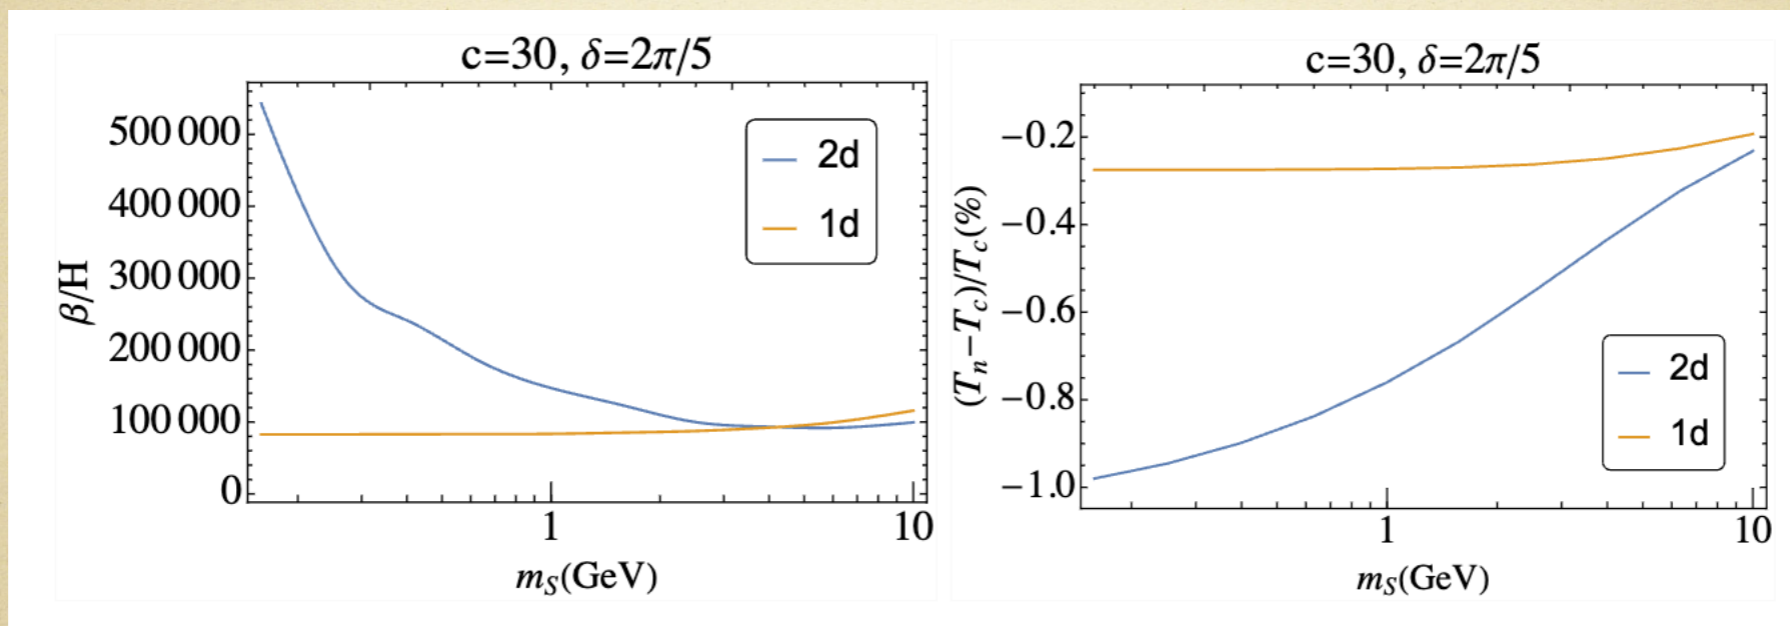 c=30, δ=2π/5
β/H
500 000
400 000
300 000
200 000
100 000
0
2d
1d
1
10
m_S(GeV)
c=30, δ=2π/5
(T_n−T_c)/T_c(%)
−0.2
−0.4
−0.6
−0.8
−1.0
2d
1d
1
10
m_S(GeV)